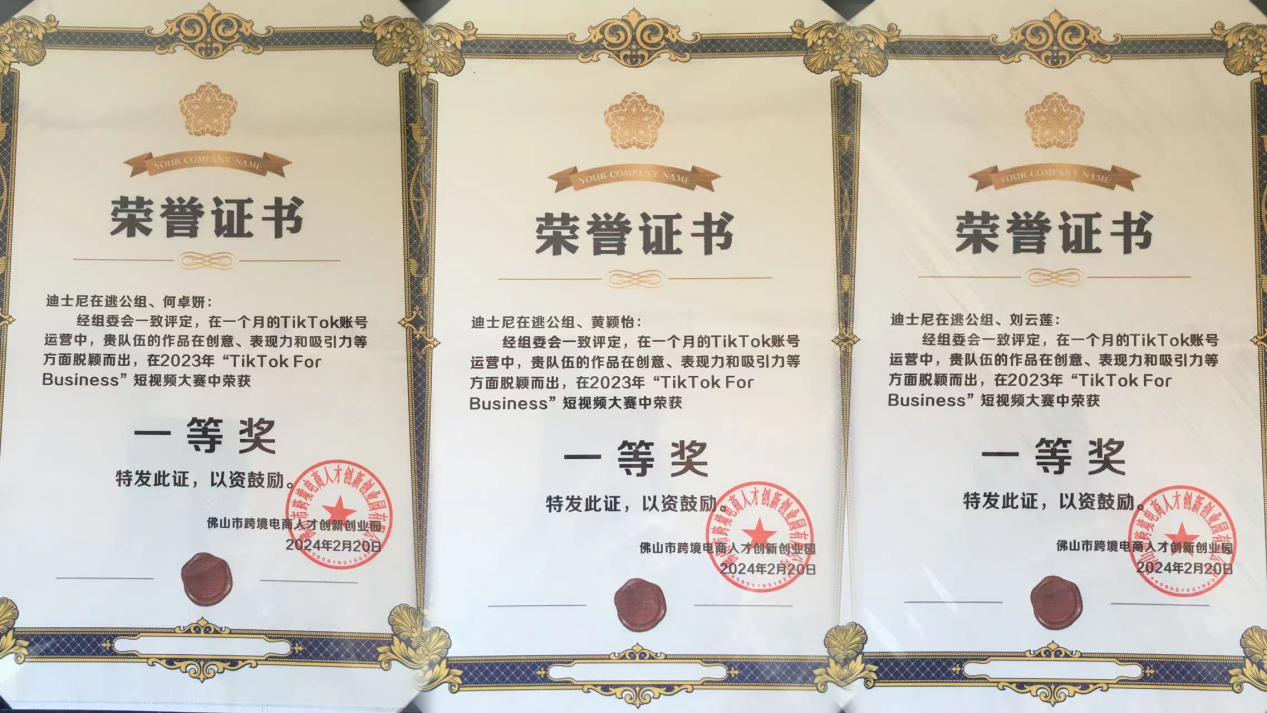 YOUR COMPANY NAME
荣誉证书
迪士尼在逃公组、何卓妍:
经组委会一致评定，在一个月的TikTok账号
运营中，贵队伍的作品在创意、表现力和吸引力等
方面脱颖而出，在2023年“TikTok For
Business”短视频大赛中荣获
一等奖
特发此证，以资鼓励。
佛山市跨境电商人才创新创业园
2024年2月20日
YOUR COMPANY NAME
荣誉证书
迪士尼在逃公组、黄颖怡:
经组委会一致评定，在一个月的TikTok账号
运营中，贵队伍的作品在创意、表现力和吸引力等
方面脱颖而出，在2023年“TikTok For
Business”短视频大赛中荣获
一等奖
特发此证，以资鼓励。
佛山市跨境电商人才创新创业园
2024年2月20日
YOUR COMPANY NAME
荣誉证书
迪士尼在逃公组、刘云莲:
经组委会一致评定，在一个月的TikTok账号
运营中，贵队伍的作品在创意、表现力和吸引力等
方面脱颖而出，在2023年“TikTok For
Business”短视频大赛中荣获
一等奖
特发此证，以资鼓励。
佛山市跨境电商人才创新创业园
2024年2月20日